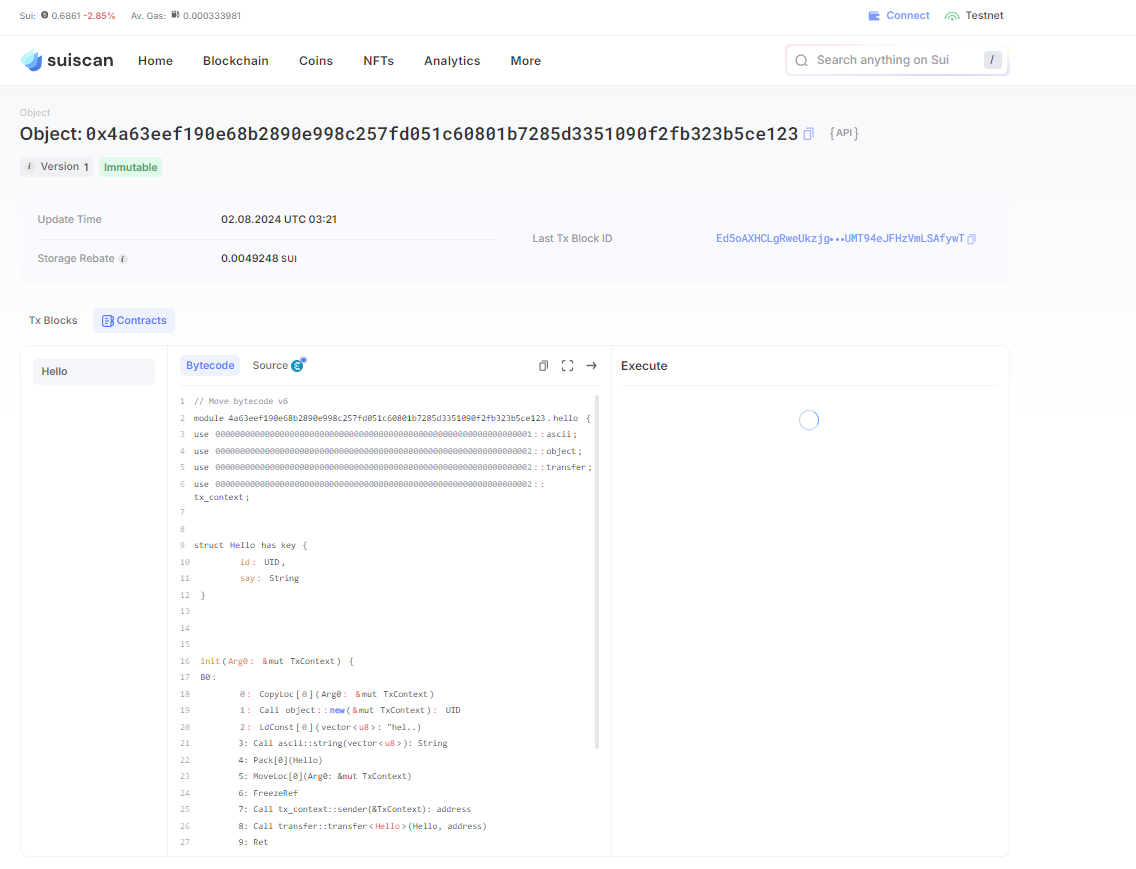 Sui: 0.6861 -2.85% Av. Gas: 0.000333981 Connect Testnet
suiscan Home Blockchain Coins NFTs Analytics More Search anything on Sui /
Object
Object: 0x4a63eef190e68b2890e998c257fd051c60801b7285d3351090f2fb323b5ce123 {API}
i Version 1 Immutable
Update Time 02.08.2024 UTC 03:21
Last Tx Block ID Ed5oAXHCLgRweUkzjg•••UMT94eJFHzVmLSAfywT
Storage Rebate i 0.0049248 SUI
Tx Blocks Contracts
Hello
Bytecode Source
1 // Move bytecode v6
2 module 4a63eef190e68b2890e998c257fd051c60801b7285d3351090f2fb323b5ce123.hello {
3 use 0000000000000000000000000000000000000000000000000000000000000001::ascii;
4 use 0000000000000000000000000000000000000000000000000000000000000002::object;
5 use 0000000000000000000000000000000000000000000000000000000000000002::transfer;
6 use 0000000000000000000000000000000000000000000000000000000000000002::
tx_context;
7
8
9 struct Hello has key {
10 id: UID,
11 say: String
12 }
13
14
15
16 init(Arg0: &mut TxContext) {
17 B0:
18 0: CopyLoc[0](Arg0: &mut TxContext)
19 1: Call object::new(&mut TxContext): UID
20 2: LdConst[0](vector<u8>: "hel..)
21 3: Call ascii::string(vector<u8>): String
22 4: Pack[0](Hello)
23 5: MoveLoc[0](Arg0: &mut TxContext)
24 6: FreezeRef
25 7: Call tx_context::sender(&TxContext): address
26 8: Call transfer::transfer<Hello>(Hello, address)
27 9: Ret
Execute